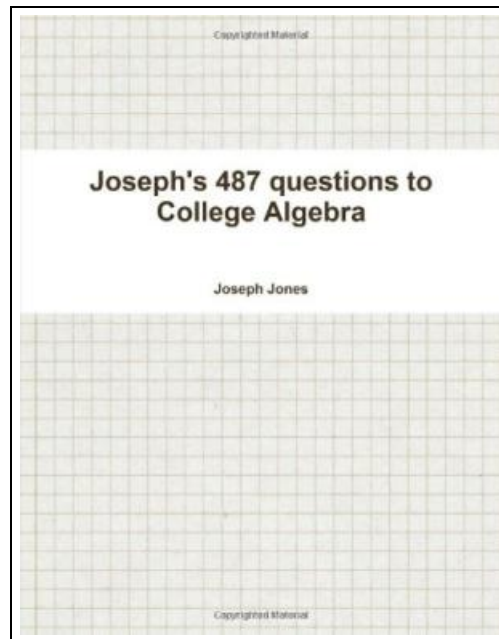 Copyrighted Material
Joseph's 487 questions to
College Algebra
Joseph Jones
Copyrighted Material